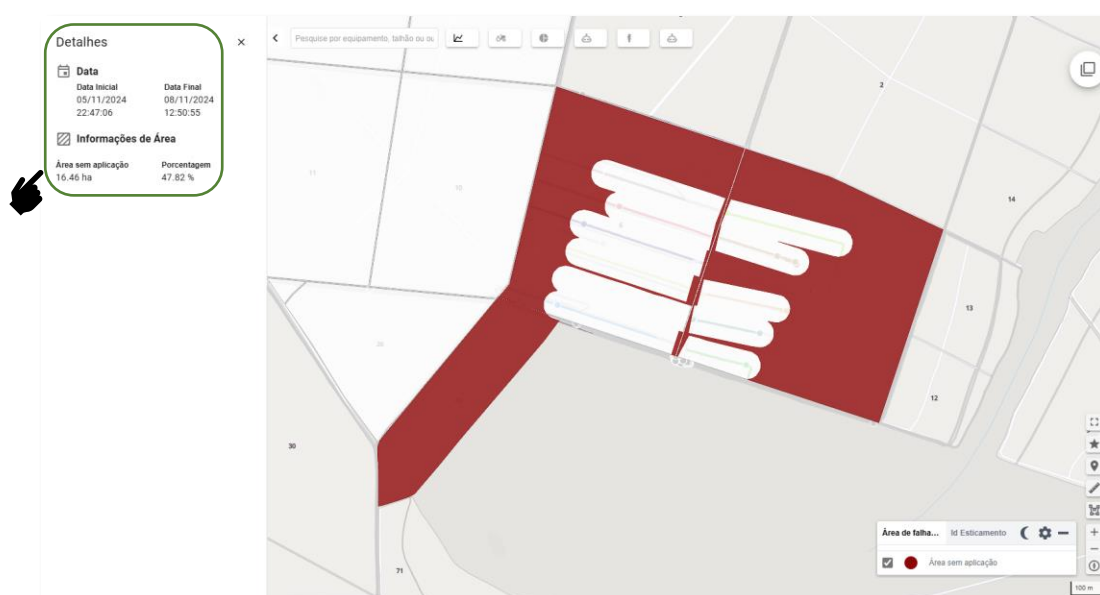 Detalhes
×
Data
Data Inicial
Data Final
05/11/2024
08/11/2024
22:47:06
12:50:55
Informações de Área
Área sem aplicação
Porcentagem
16.46 ha
47.82 %
Pesquise por equipamento, talhão ou ou
2
11
10
14
13
12
30
71
Área de falha...
Id Esticamento
Área sem aplicação
100 m